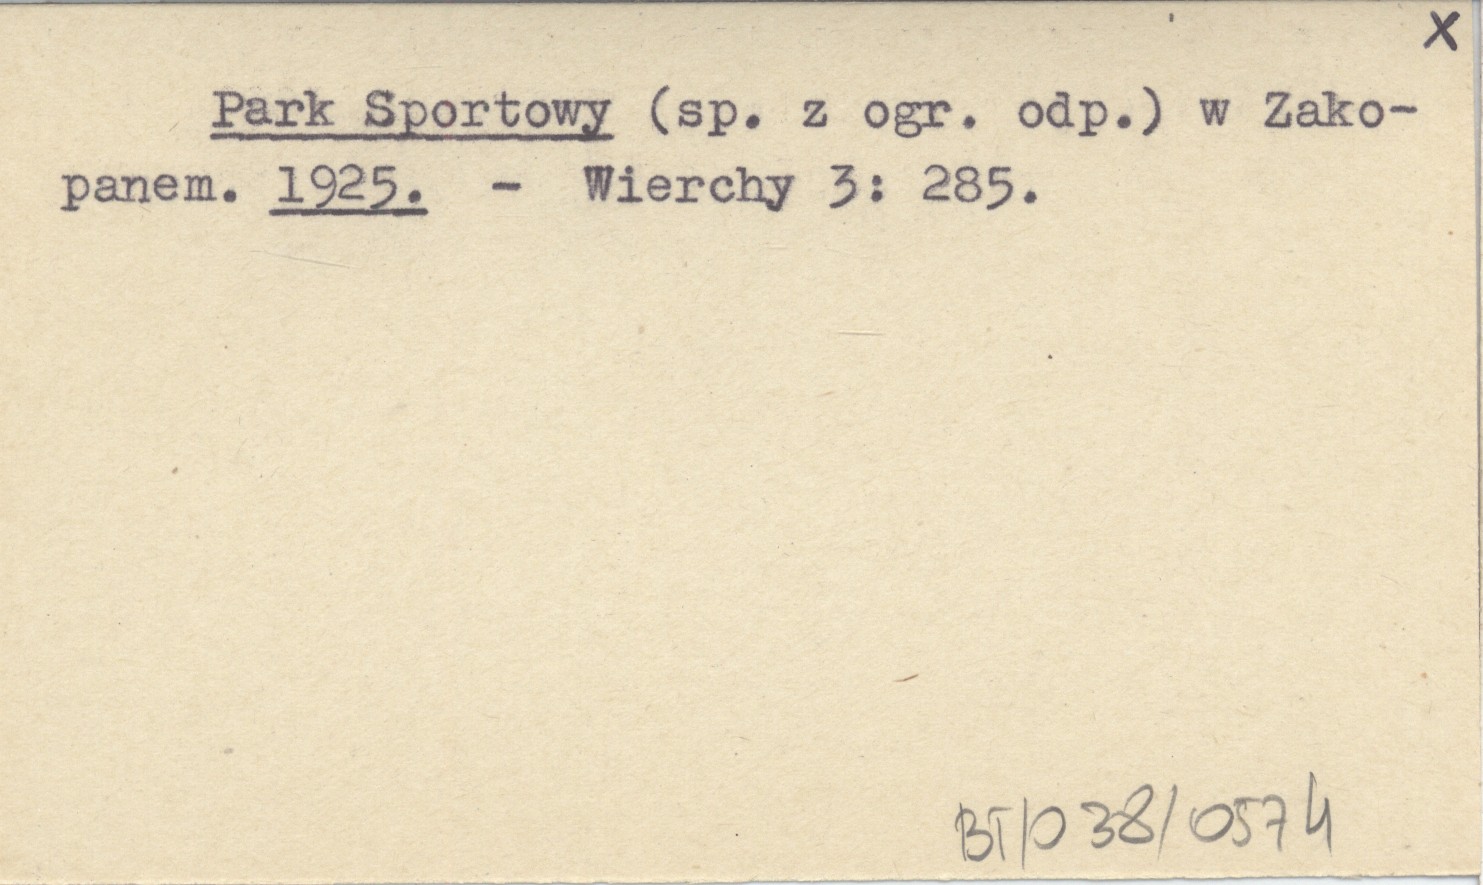 x
Park Sportowy (sp. z ogr. odp.) w Zako-
panem. 1925. - Wierchy 3: 285.
BT/038/0574